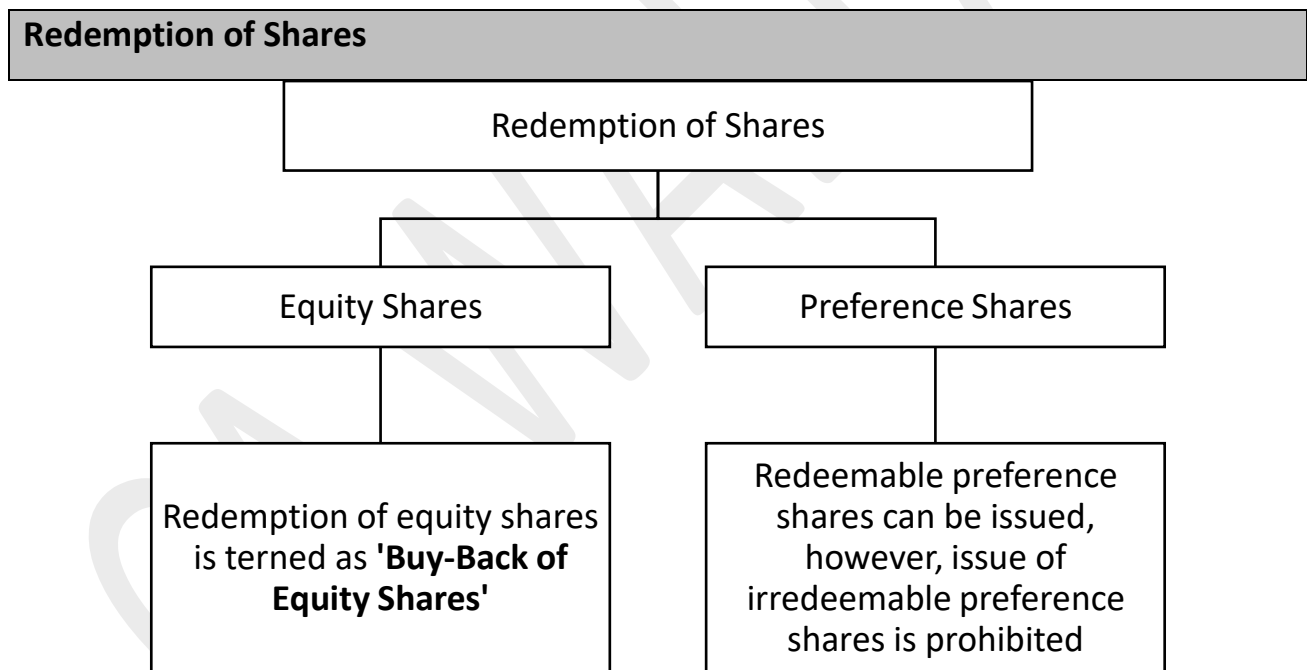 Redemption of Shares
Redemption of Shares
Equity Shares
Preference Shares
Redemption of equity shares
is terned as 'Buy-Back of
Equity Shares'
Redeemable preference
shares can be issued,
however, issue of
irredeemable preference
shares is prohibited